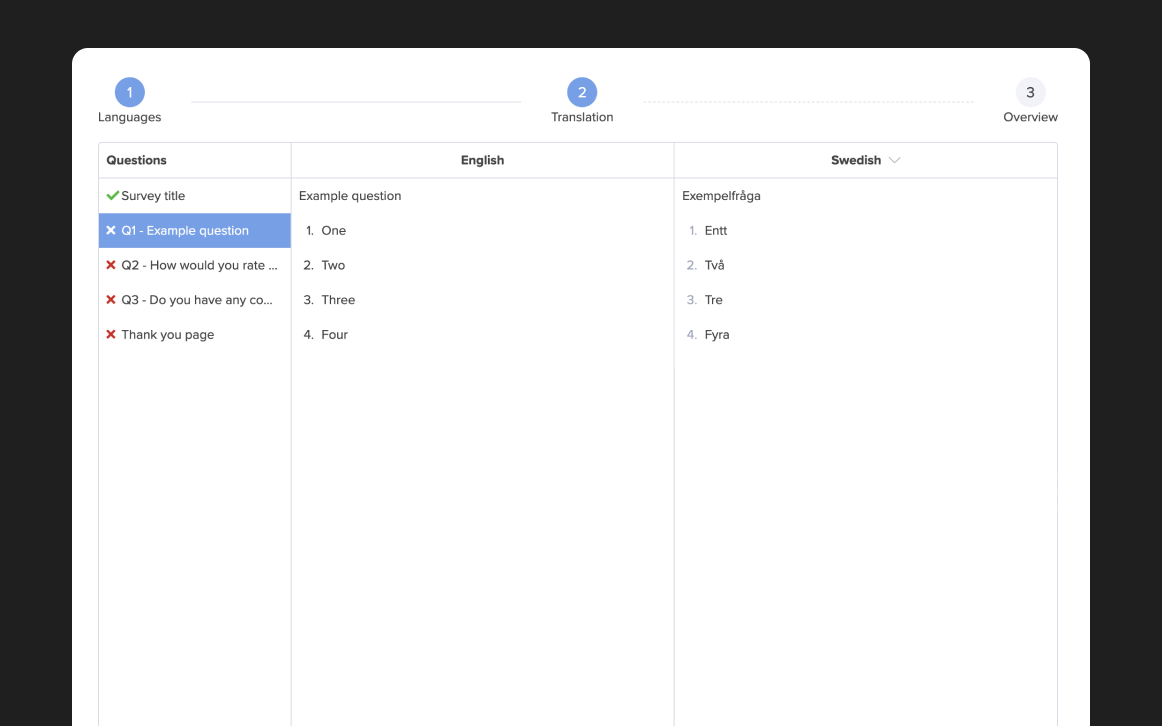 1 2 3
Languages Translation Overview
Questions English Swedish
Survey title Example question Exempelfråga
Q1 - Example question 1. One 1. Entt
Q2 - How would you rate ... 2. Two 2. Två
Q3 - Do you have any co... 3. Three 3. Tre
Thank you page 4. Four 4. Fyra